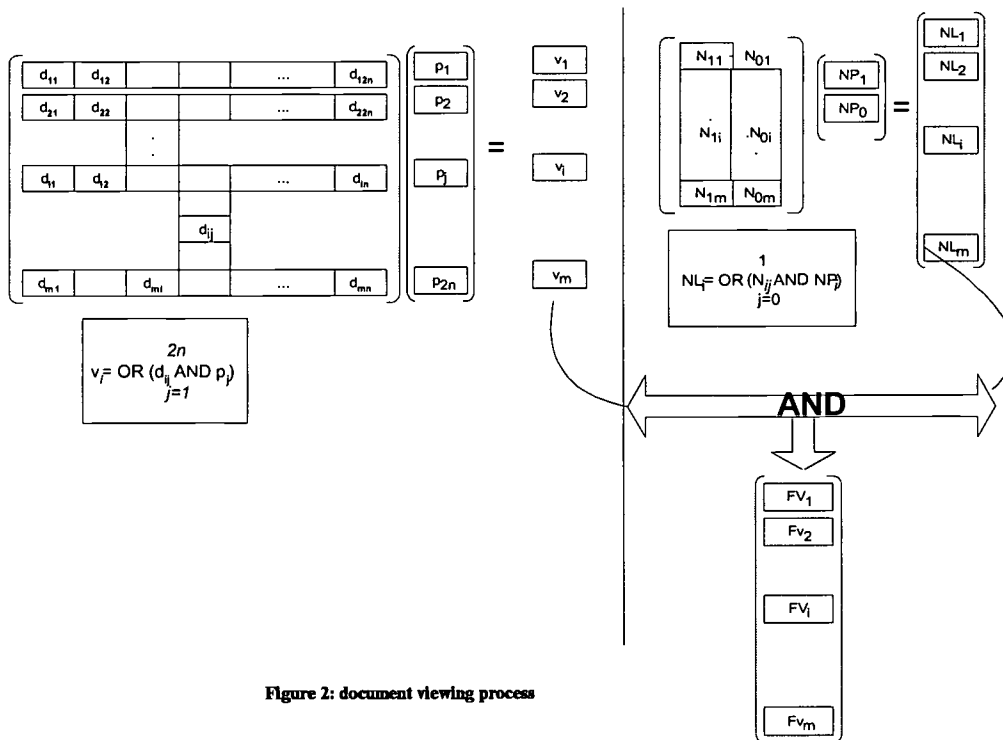 d11 d12 ... d12n
d21 d22 ... d22n
.
.
d11 d12 ... din
dij
dm1 dmi ... dmn
p1
p2
pj
p2n
=
v1
v2
vi
vm
2n
vi= OR (dij AND pj)
j=1
N11 N01
N1i N0i
N1m N0m
NP1
NP0
=
NL1
NL2
NLi
NLm
1
NLi= OR (Nij AND NPj)
j=0
AND
FV1
Fv2
FVi
Fvm
Figure 2: document viewing process